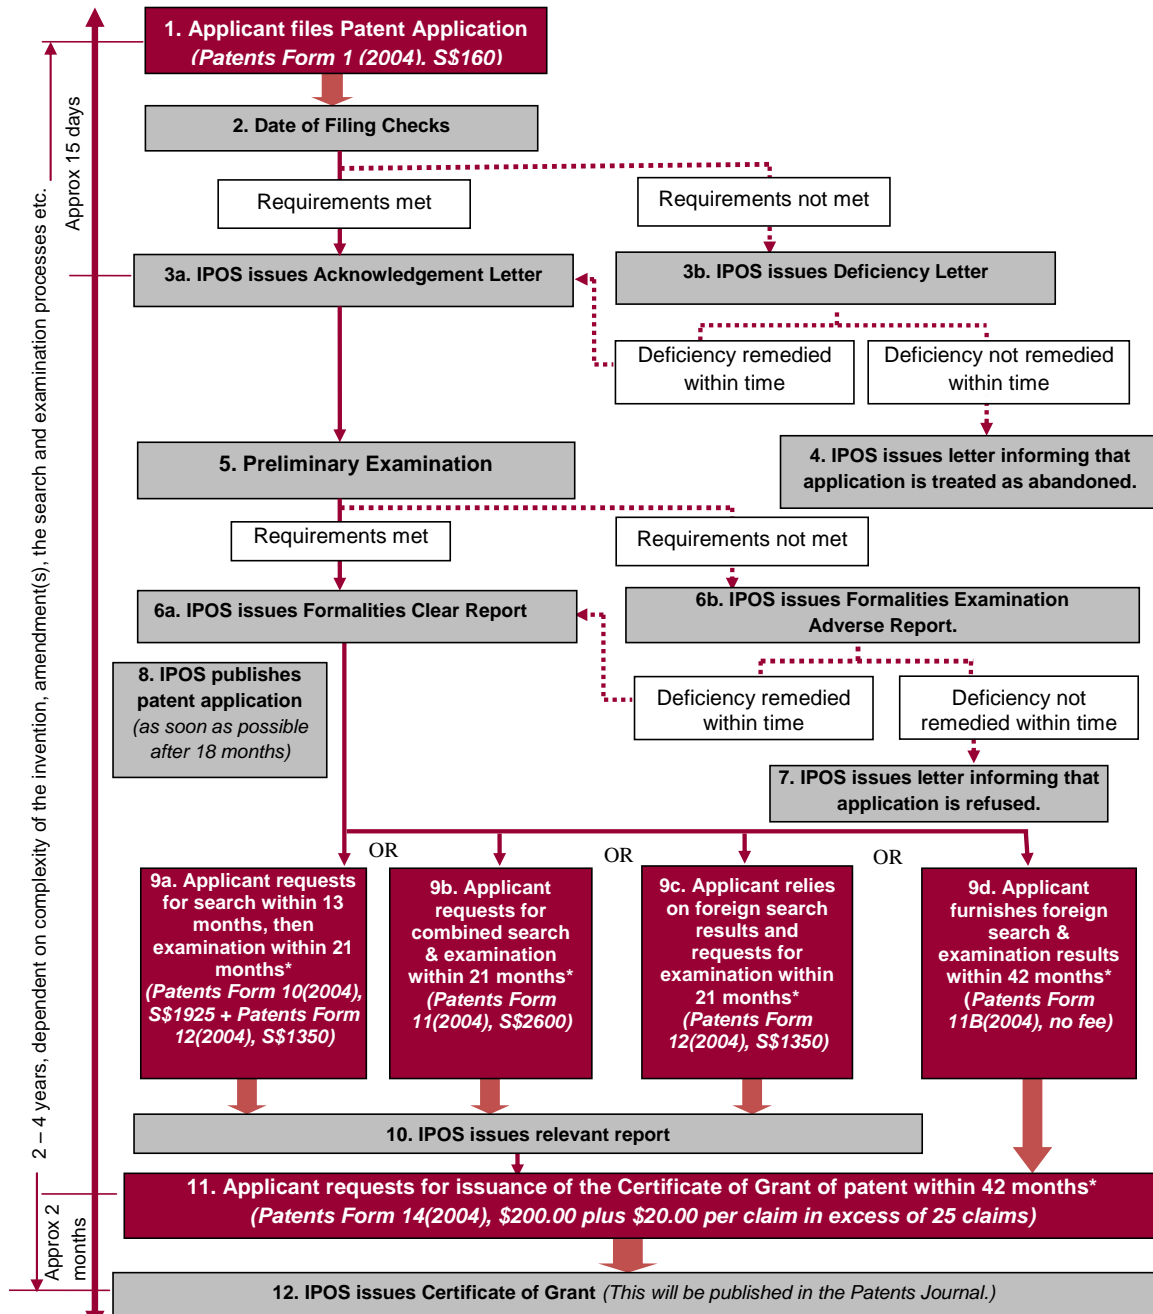 1. Applicant files Patent Application
(Patents Form 1 (2004). S$160)
2. Date of Filing Checks
Requirements met
Requirements not met
3a. IPOS issues Acknowledgement Letter
3b. IPOS issues Deficiency Letter
Deficiency remedied
within time
Deficiency not remedied
within time
4. IPOS issues letter informing that
application is treated as abandoned.
5. Preliminary Examination
Requirements met
Requirements not met
6a. IPOS issues Formalities Clear Report
6b. IPOS issues Formalities Examination
Adverse Report.
8. IPOS publishes
patent application
(as soon as possible
after 18 months)
Deficiency remedied
within time
Deficiency not
remedied within time
7. IPOS issues letter informing that
application is refused.
OR
OR
OR
9a. Applicant requests
for search within 13
months, then
examination within 21
months*
(Patents Form 10(2004),
S$1925 + Patents Form
12(2004), S$1350)
9b. Applicant
requests for
combined search
& examination
within 21 months*
(Patents Form
11(2004), S$2600)
9c. Applicant relies
on foreign search
results and
requests for
examination within
21 months*
(Patents Form
12(2004), S$1350)
9d. Applicant
furnishes foreign
search &
examination results
within 42 months*
(Patents Form
11B(2004), no fee)
10. IPOS issues relevant report
11. Applicant requests for issuance of the Certificate of Grant of patent within 42 months*
(Patents Form 14(2004), $200.00 plus $20.00 per claim in excess of 25 claims)
12. IPOS issues Certificate of Grant (This will be published in the Patents Journal.)
Approx 15 days
2 – 4 years, dependent on complexity of the invention, amendment(s), the search and examination processes etc.
Approx 2
months